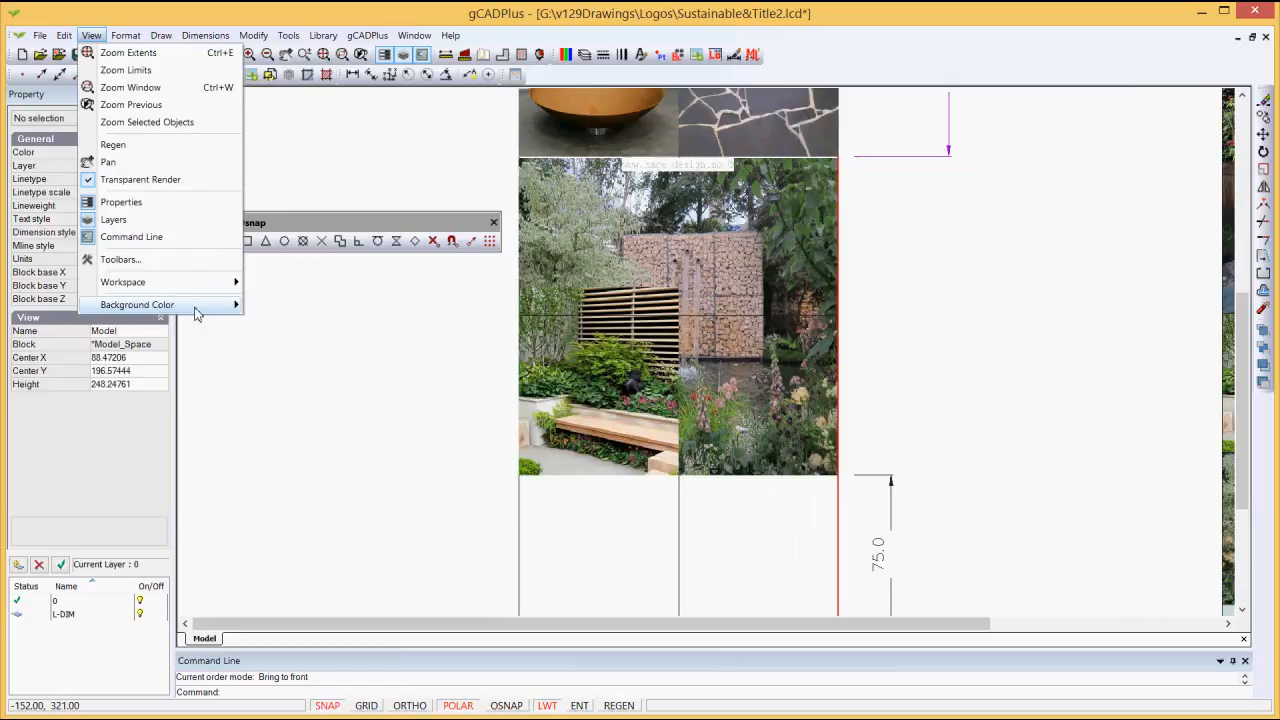 gCADPlus - [G:\v129Drawings\Logos\Sustainable&Title2.lcd*]
File Edit View Format Draw Dimensions Modify Tools Library gCADPlus Window Help
Zoom Extents Ctrl+E
Zoom Limits
Zoom Window Ctrl+W
Zoom Previous
Zoom Selected Objects
Regen
Pan
Transparent Render
Properties
Layers
Command Line
Toolbars...
Workspace
Background Color
Property
No selection
General
Color
Layer
Linetype
Linetype scale
Lineweight
Text style
Dimension style
Mline style
Units
Block base X
Block base Y
Block base Z
View
Name Model
Block *Model_Space
Center X 88.47206
Center Y 196.57444
Height 248.24761
snap
75.0
Current Layer : 0
Status Name On/Off
0
L-DIM
Model
Command Line
Current order mode: Bring to front
Command:
-152.00, 321.00 SNAP GRID ORTHO POLAR OSNAP LWT ENT REGEN